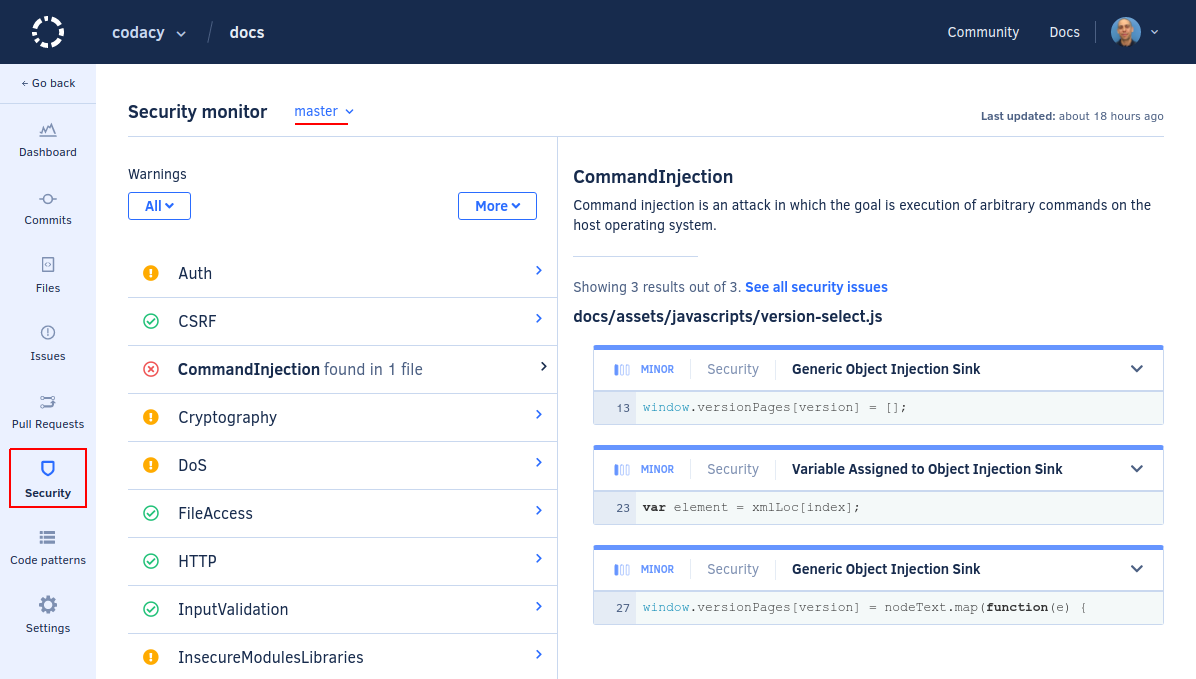 codacy / docs
Community Docs
← Go back
Dashboard
Commits
Files
Issues
Pull Requests
Security
Code patterns
Settings
Security monitor master
Last updated: about 18 hours ago
Warnings
All
More
Auth
CSRF
CommandInjection found in 1 file
Cryptography
DoS
FileAccess
HTTP
InputValidation
InsecureModulesLibraries
CommandInjection
Command injection is an attack in which the goal is execution of arbitrary commands on the
host operating system.
Showing 3 results out of 3. See all security issues
docs/assets/javascripts/version-select.js
MINOR Security Generic Object Injection Sink
13 window.versionPages[version] = [];
MINOR Security Variable Assigned to Object Injection Sink
23 var element = xmlLoc[index];
MINOR Security Generic Object Injection Sink
27 window.versionPages[version] = nodeText.map(function(e) {